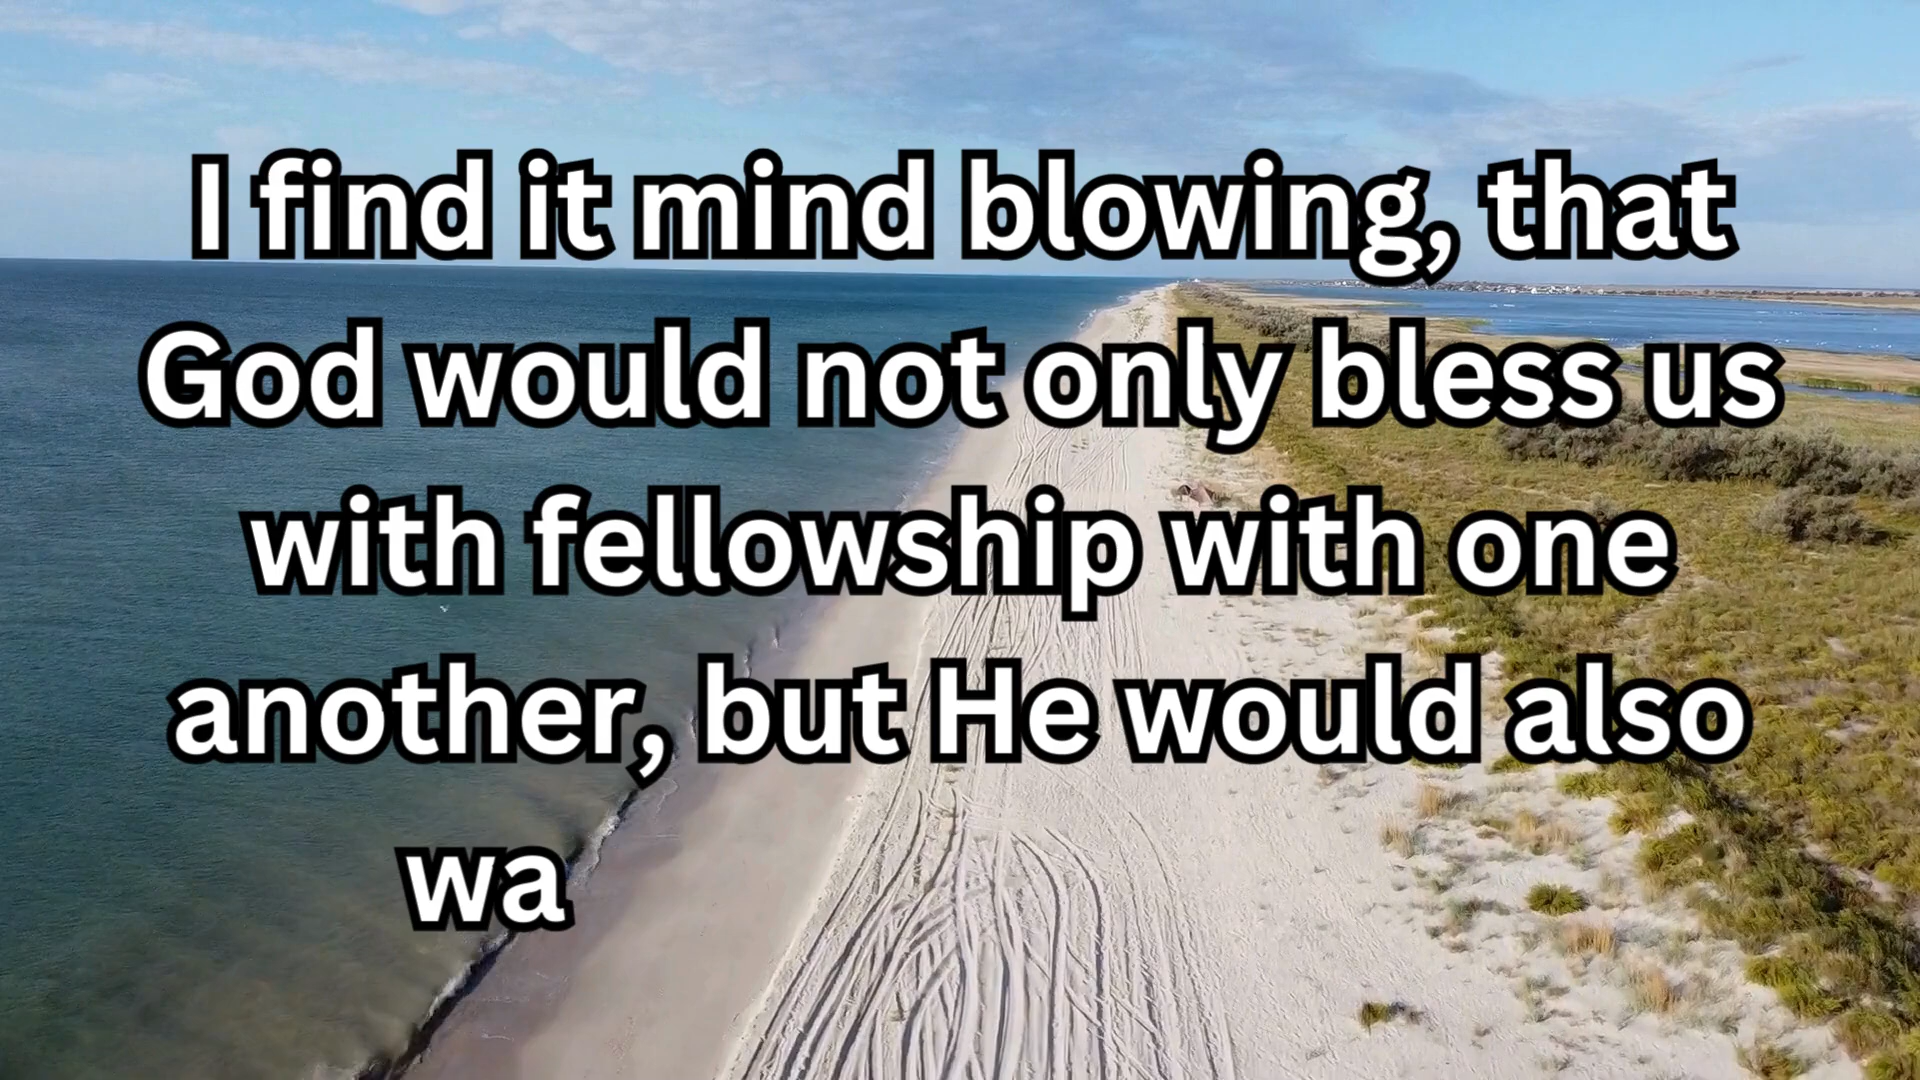 I find it mind blowing, that
God would not only bless us
with fellowship with one
another, but He would also
wa